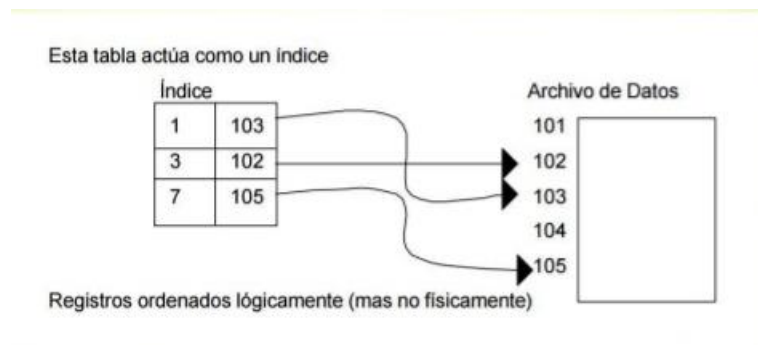 Esta tabla actúa como un índice
Índice
1 103
3 102
7 105
Archivo de Datos
101
102
103
104
105
Registros ordenados lógicamente (mas no físicamente)